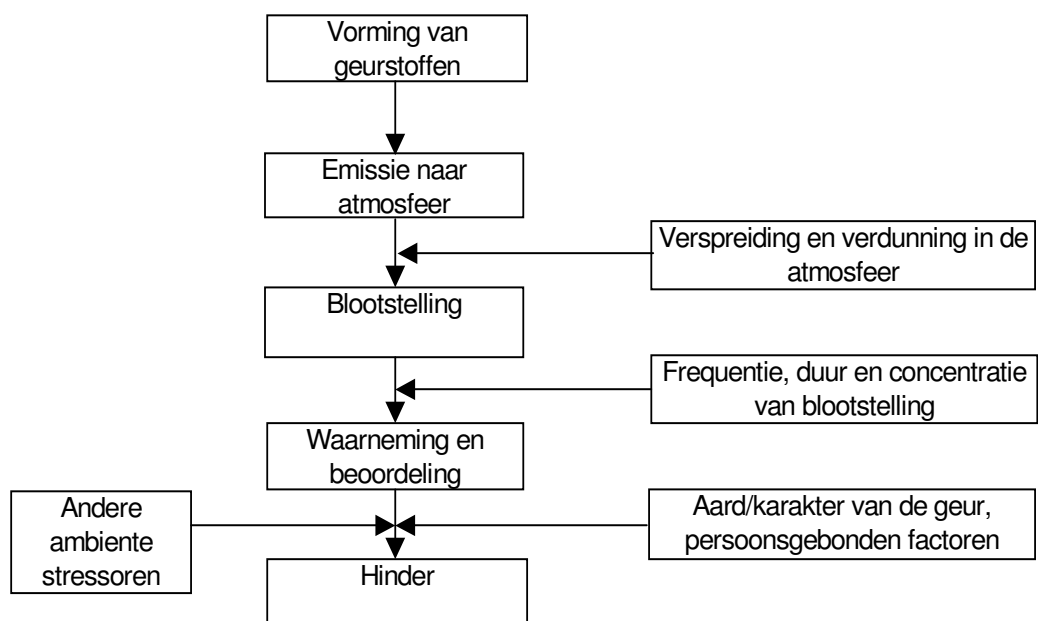 Vorming van
geurstoffen
Emissie naar
atmosfeer
Verspreiding en verdunning in de
atmosfeer
Blootstelling
Frequentie, duur en concentratie
van blootstelling
Waarneming en
beoordeling
Andere
ambiente
stressoren
Aard/karakter van de geur,
persoonsgebonden factoren
Hinder